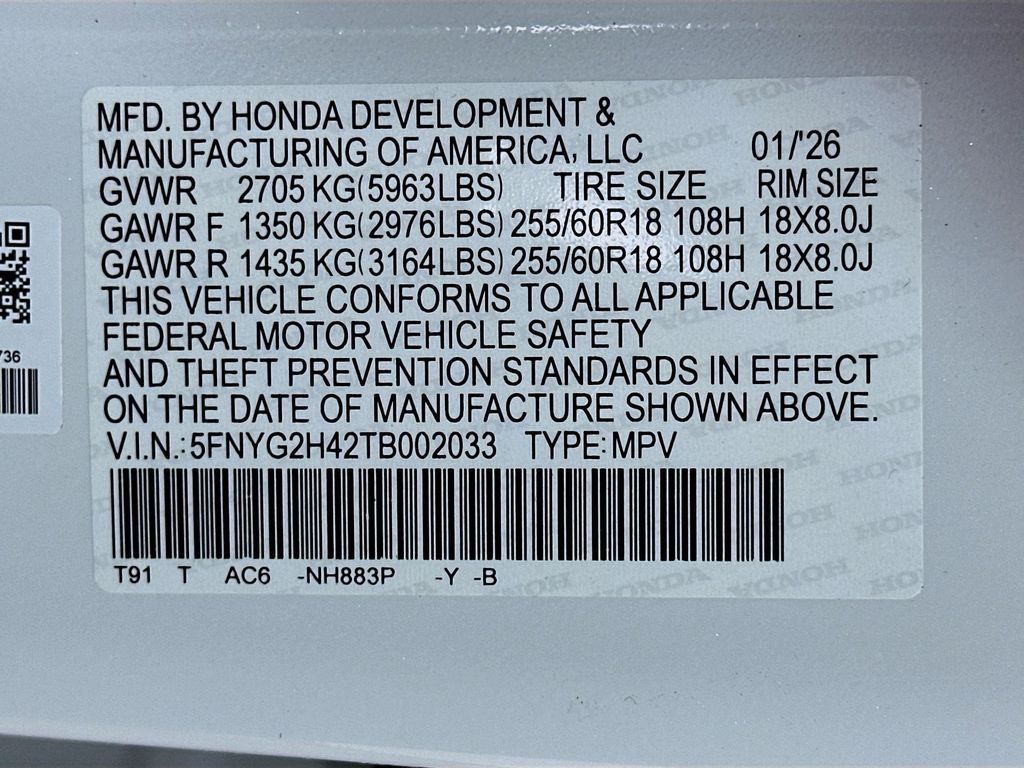 MFD. BY HONDA DEVELOPMENT &
MANUFACTURING OF AMERICA, LLC 01/'26
GVWR 2705 KG(5963LBS) TIRE SIZE RIM SIZE
GAWR F 1350 KG(2976LBS) 255/60R18 108H 18X8.0J
GAWR R 1435 KG(3164LBS) 255/60R18 108H 18X8.0J
THIS VEHICLE CONFORMS TO ALL APPLICABLE
FEDERAL MOTOR VEHICLE SAFETY
AND THEFT PREVENTION STANDARDS IN EFFECT
ON THE DATE OF MANUFACTURE SHOWN ABOVE.
V.I.N.:5FNYG2H42TB002033 TYPE:MPV
T91 T AC6 -NH883P -Y -B
736